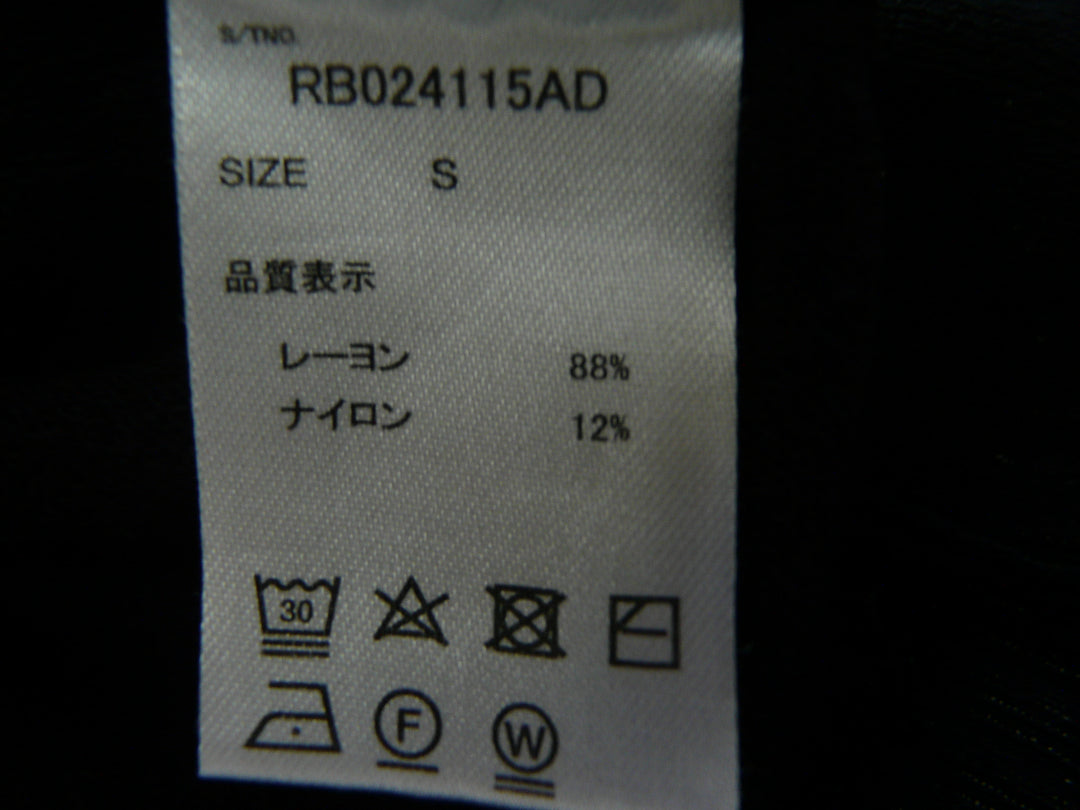 S/TNO.
RB024115AD
SIZE S
品質表示
レーヨン 88%
ナイロン 12%
30
F W